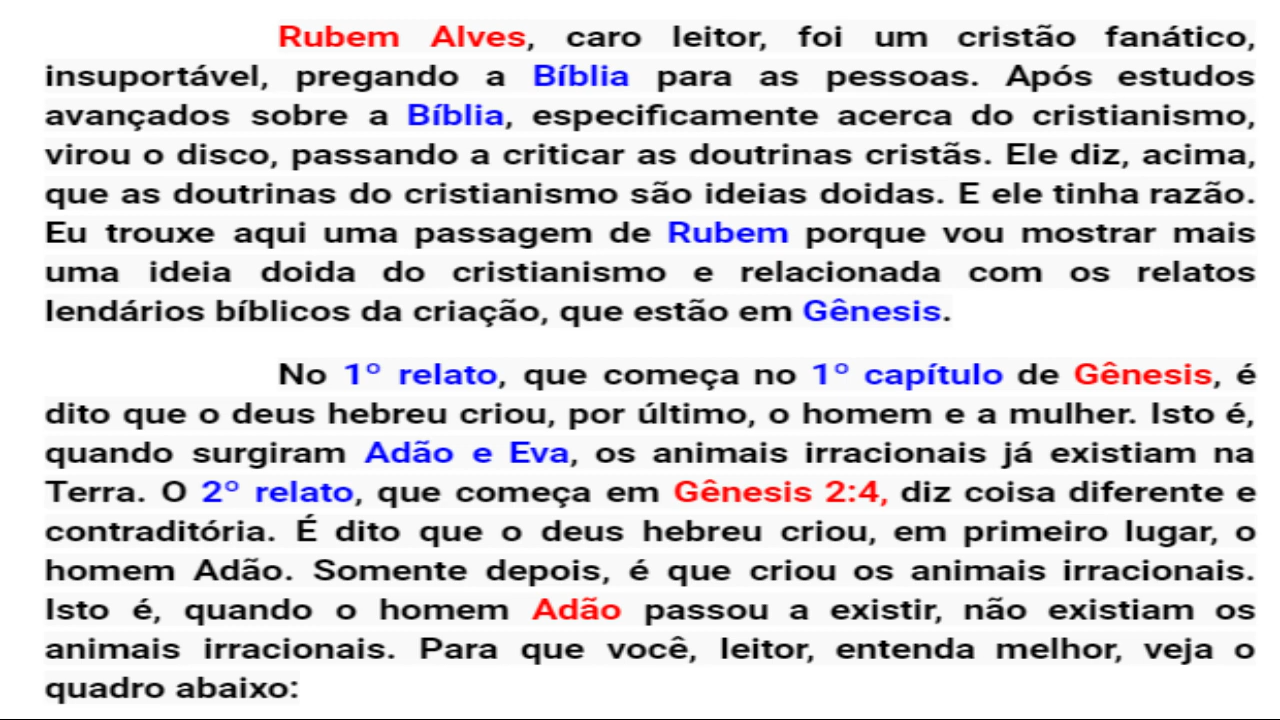 Rubem Alves, caro leitor, foi um cristão fanático,
insuportável, pregando a Bíblia para as pessoas. Após estudos
avançados sobre a Bíblia, especificamente acerca do cristianismo,
virou o disco, passando a criticar as doutrinas cristãs. Ele diz, acima,
que as doutrinas do cristianismo são ideias doidas. E ele tinha razão.
Eu trouxe aqui uma passagem de Rubem porque vou mostrar mais
uma ideia doida do cristianismo e relacionada com os relatos
lendários bíblicos da criação, que estão em Gênesis.
No 1º relato, que começa no 1º capítulo de Gênesis, é
dito que o deus hebreu criou, por último, o homem e a mulher. Isto é,
quando surgiram Adão e Eva, os animais irracionais já existiam na
Terra. O 2º relato, que começa em Gênesis 2:4, diz coisa diferente e
contraditória. É dito que o deus hebreu criou, em primeiro lugar, o
homem Adão. Somente depois, é que criou os animais irracionais.
Isto é, quando o homem Adão passou a existir, não existiam os
animais irracionais. Para que você, leitor, entenda melhor, veja o
quadro abaixo: